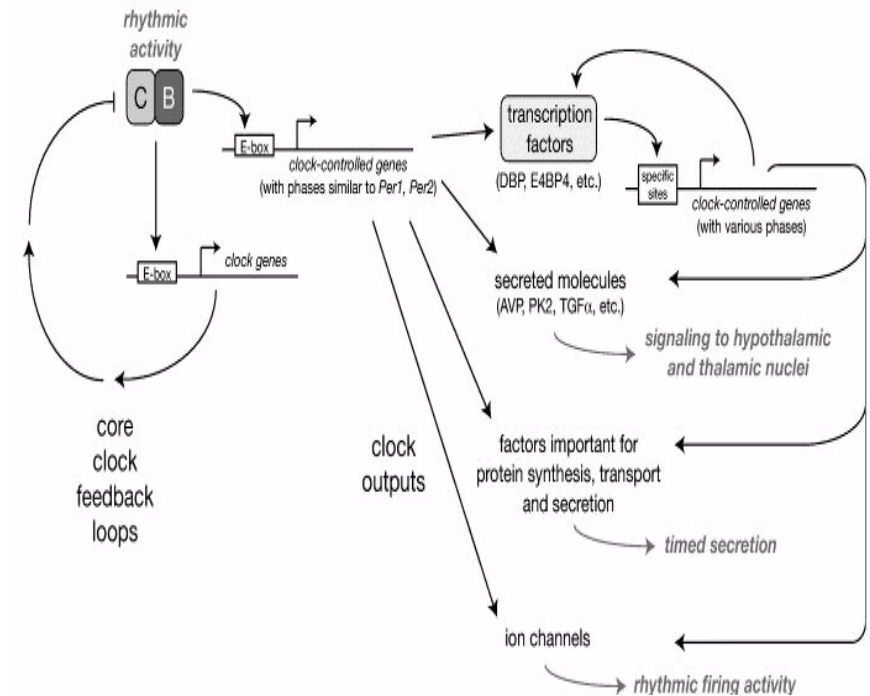 rhythmic
activity
C B
E-box
clock-controlled genes
(with phases similar to Per1, Per2)
transcription
factors
(DBP, E4BP4, etc.)
specific
sites
clock-controlled genes
(with various phases)
E-box
clock genes
secreted molecules
(AVP, PK2, TGFα, etc.)
signaling to hypothalamic
and thalamic nuclei
core
clock
feedback
loops
clock
outputs
factors important for
protein synthesis, transport
and secretion
timed secretion
ion channels
rhythmic firing activity